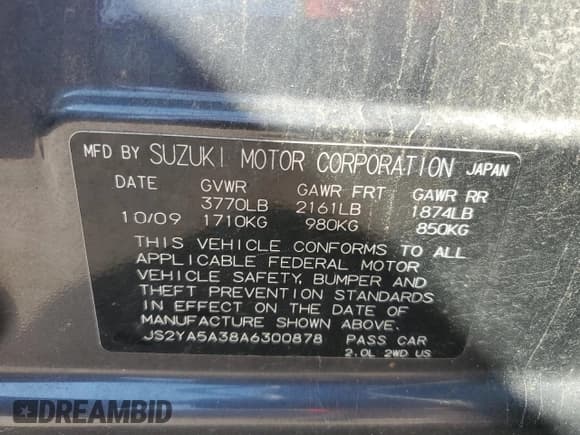 MFD BY SUZUKI MOTOR CORPORATION JAPAN
DATE GVWR GAWR FRT GAWR RR
3770LB 2161LB 1874LB
10/09 1710KG 980KG 850KG
THIS VEHICLE CONFORMS TO ALL
APPLICABLE FEDERAL MOTOR
VEHICLE SAFETY, BUMPER AND
THEFT PREVENTION STANDARDS
IN EFFECT ON THE DATE OF
MANUFACTURE SHOWN ABOVE.
JS2YA5A38A6300878 PASS CAR
2.0L 2WD US
DREAMBID